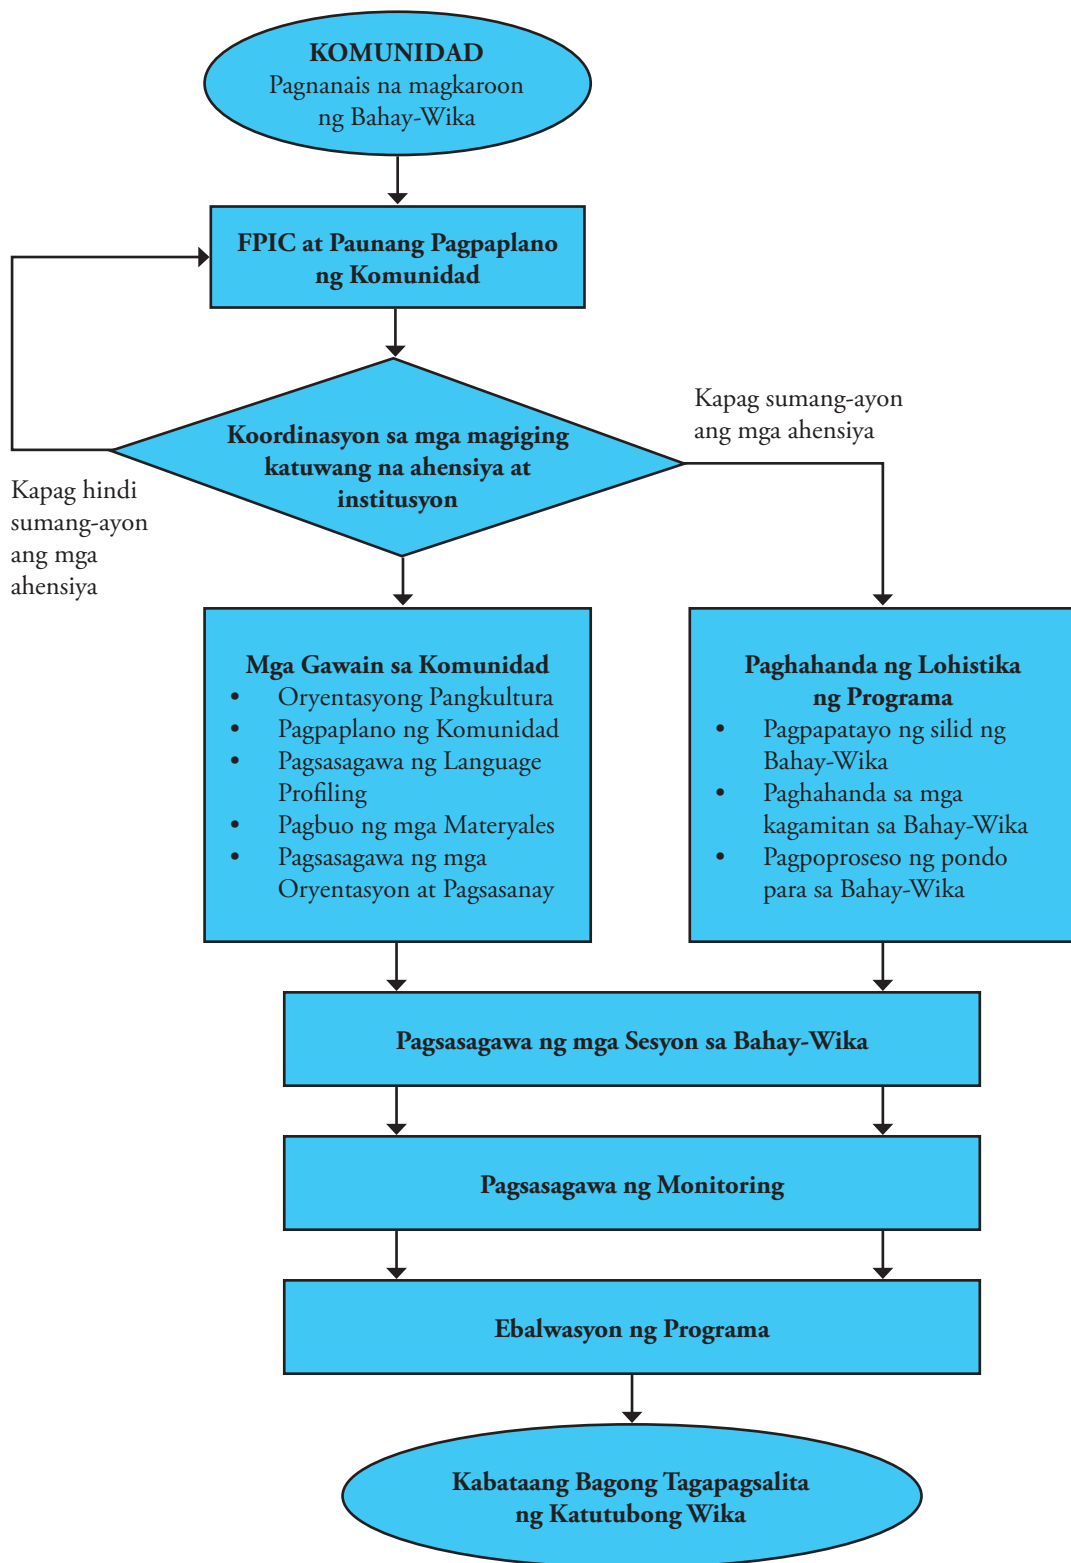 KOMUNIDAD
Pagnanais na magkaroon
ng Bahay-Wika
FPIC at Paunang Pagpaplano
ng Komunidad
Koordinasyon sa mga magiging
katuwang na ahensiya at
institusyon
Kapag hindi
sumang-ayon
ang mga
ahensiya
Kapag sumang-ayon
ang mga ahensiya
Mga Gawain sa Komunidad
• Oryentasyong Pangkultura
• Pagpaplano ng Komunidad
• Pagsasagawa ng Language
Profiling
• Pagbuo ng mga Materyales
• Pagsasagawa ng mga
Oryentasyon at Pagsasanay
Paghahanda ng Lohistika
ng Programa
• Pagpapatayo ng silid ng
Bahay-Wika
• Paghahanda sa mga
kagamitan sa Bahay-Wika
• Pagpoproseso ng pondo
para sa Bahay-Wika
Pagsasagawa ng mga Sesyon sa Bahay-Wika
Pagsasagawa ng Monitoring
Ebalwasyon ng Programa
Kabataang Bagong Tagapagsalita
ng Katutubong Wika